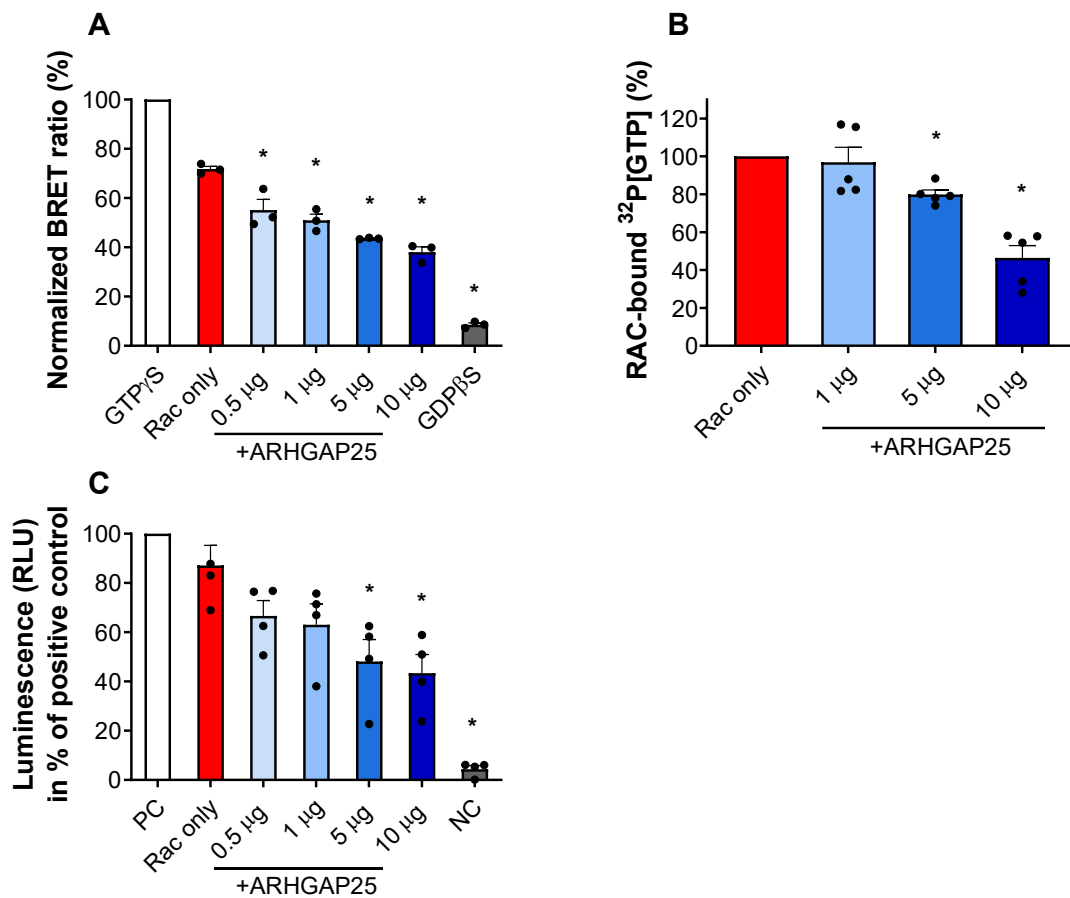 A
Normalized BRET ratio (%)
100
80
60
40
20
0
*
*
*
*
*
GTPγS
Rac only
0.5 μg
1 μg
5 μg
10 μg
GDPβS
+ARHGAP25
B
RAC-bound ³²P[GTP] (%)
120
100
80
60
40
20
0
*
*
Rac only
1 μg
5 μg
10 μg
+ARHGAP25
C
Luminescence (RLU)
in % of positive control
100
80
60
40
20
0
*
*
*
PC
Rac only
0.5 μg
1 μg
5 μg
10 μg
NC
+ARHGAP25